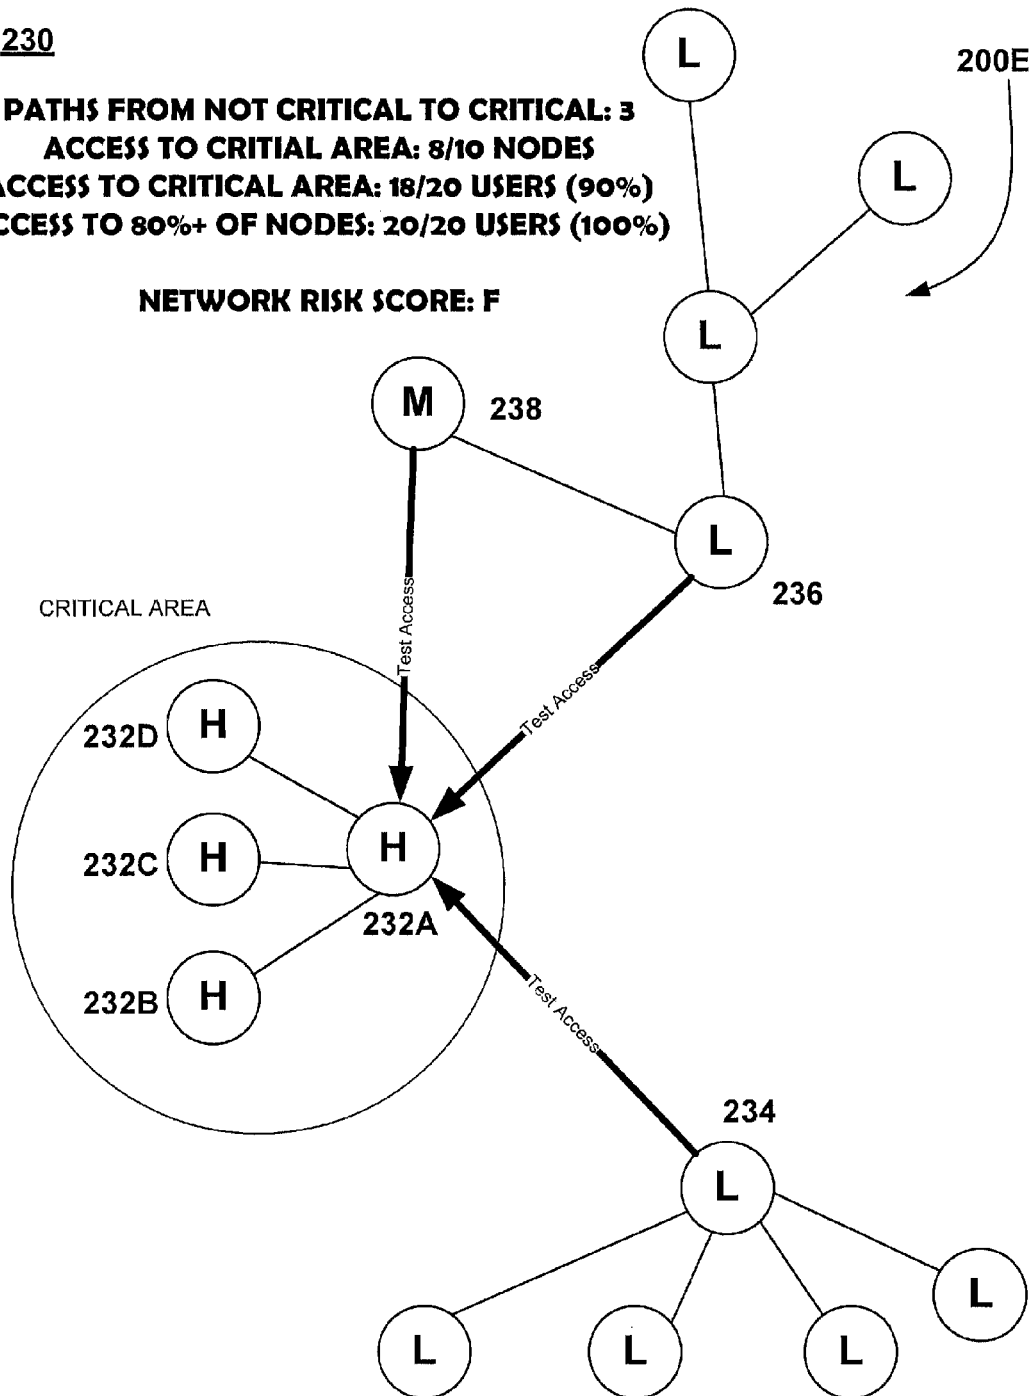 230
200E
PATHS FROM NOT CRITICAL TO CRITICAL: 3
ACCESS TO CRITIAL AREA: 8/10 NODES
ACCESS TO CRITICAL AREA: 18/20 USERS (90%)
ACCESS TO 80%+ OF NODES: 20/20 USERS (100%)
NETWORK RISK SCORE: F
L
L
L
M
238
L
236
CRITICAL AREA
Test Access
Test Access
232D
H
232C
H
H
232A
232B
H
Test Access
234
L
L
L
L
L